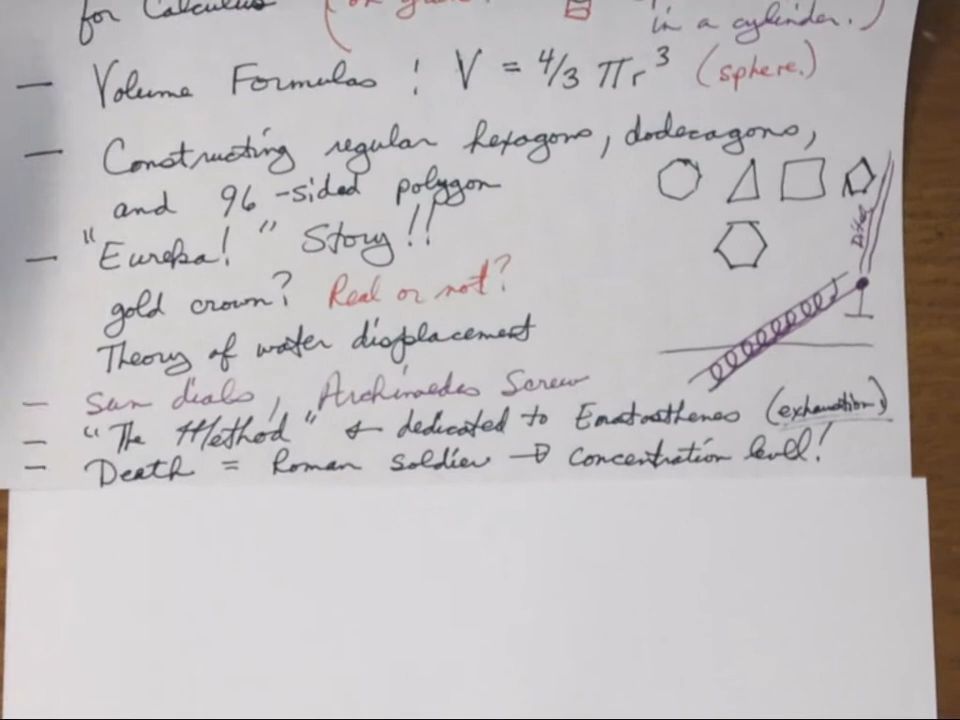 for Calculus (on
in a cylinder.)
— Volume Formulas! V = 4/3 πr³ (sphere.)
— Constructing regular hexagons, dodecagons,
and 96-sided polygon
— "Eureka!" Story!!
gold crown? Real or not?
Theory of water displacement
— Sun dials, Archimedes Screw
— "The Method" ← dedicated to Eratosthenes (exhaustion)
— Death = Roman soldier → Concentration level!